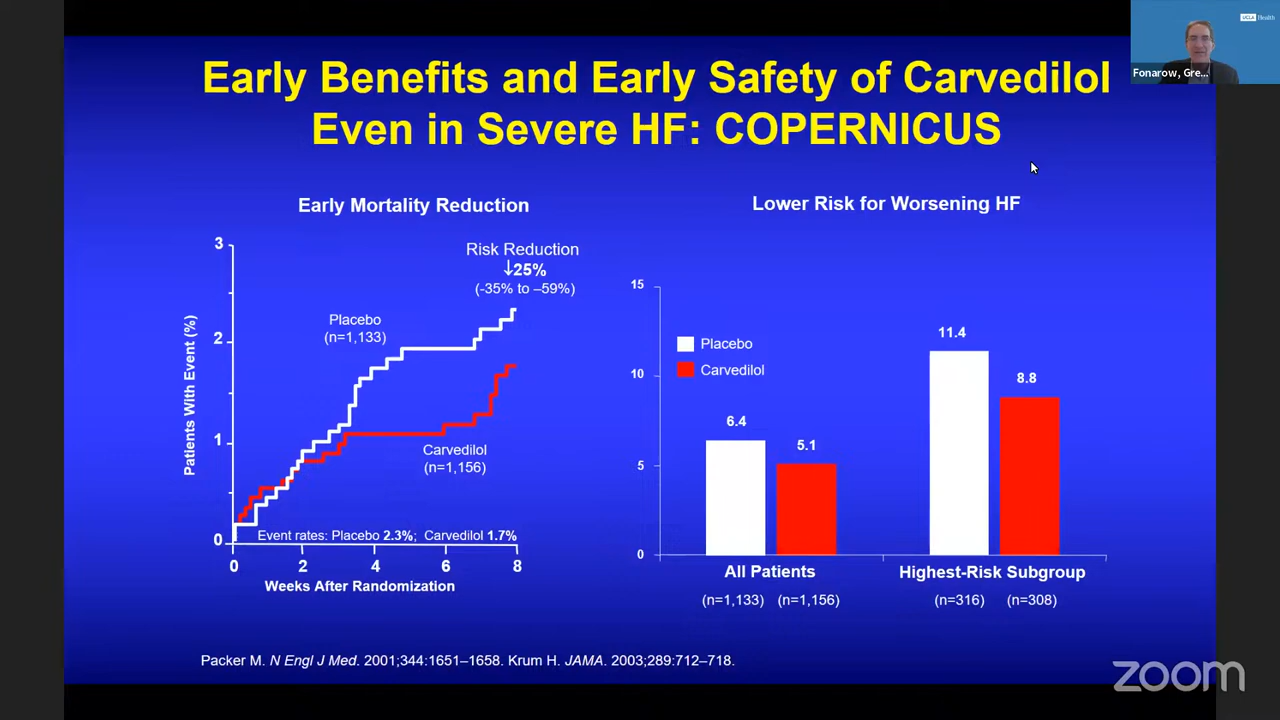 UCLA Health
Fonarow, Gre...
Early Benefits and Early Safety of Carvedilol
Even in Severe HF: COPERNICUS
Early Mortality Reduction
Patients With Event (%)
3
2
1
0
Risk Reduction
↓25%
(-35% to –59%)
Placebo
(n=1,133)
Carvedilol
(n=1,156)
Event rates: Placebo 2.3%; Carvedilol 1.7%
0 2 4 6 8
Weeks After Randomization
Lower Risk for Worsening HF
15
10
5
0
Placebo
Carvedilol
6.4
5.1
11.4
8.8
All Patients
Highest-Risk Subgroup
(n=1,133) (n=1,156)
(n=316) (n=308)
Packer M. N Engl J Med. 2001;344:1651–1658. Krum H. JAMA. 2003;289:712–718.
zoom